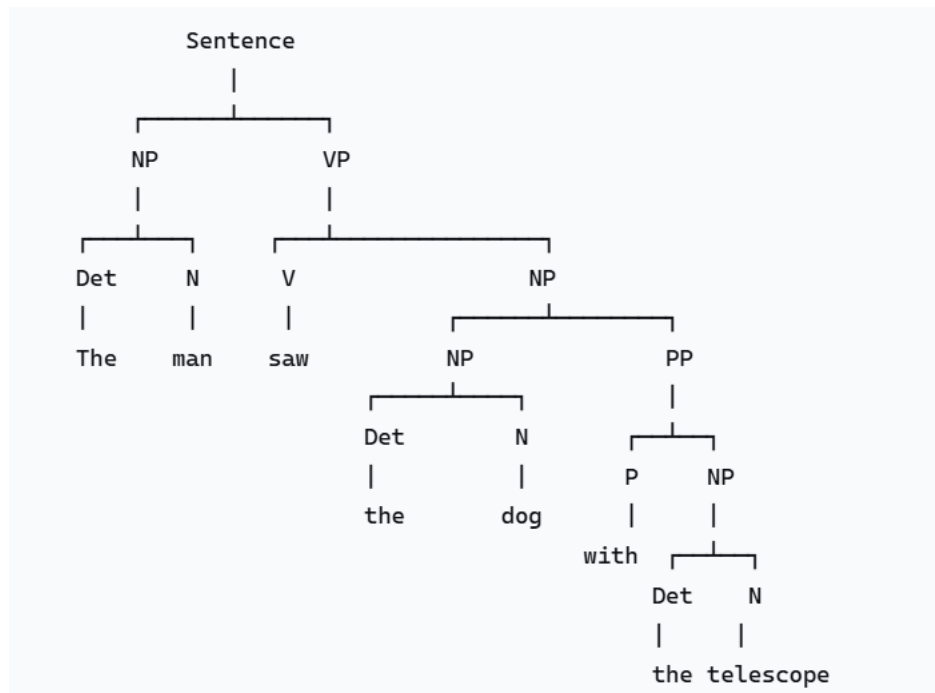 Sentence
NP VP
Det N V NP
The man saw NP PP
Det N
P NP
the dog
with
Det N
the telescope